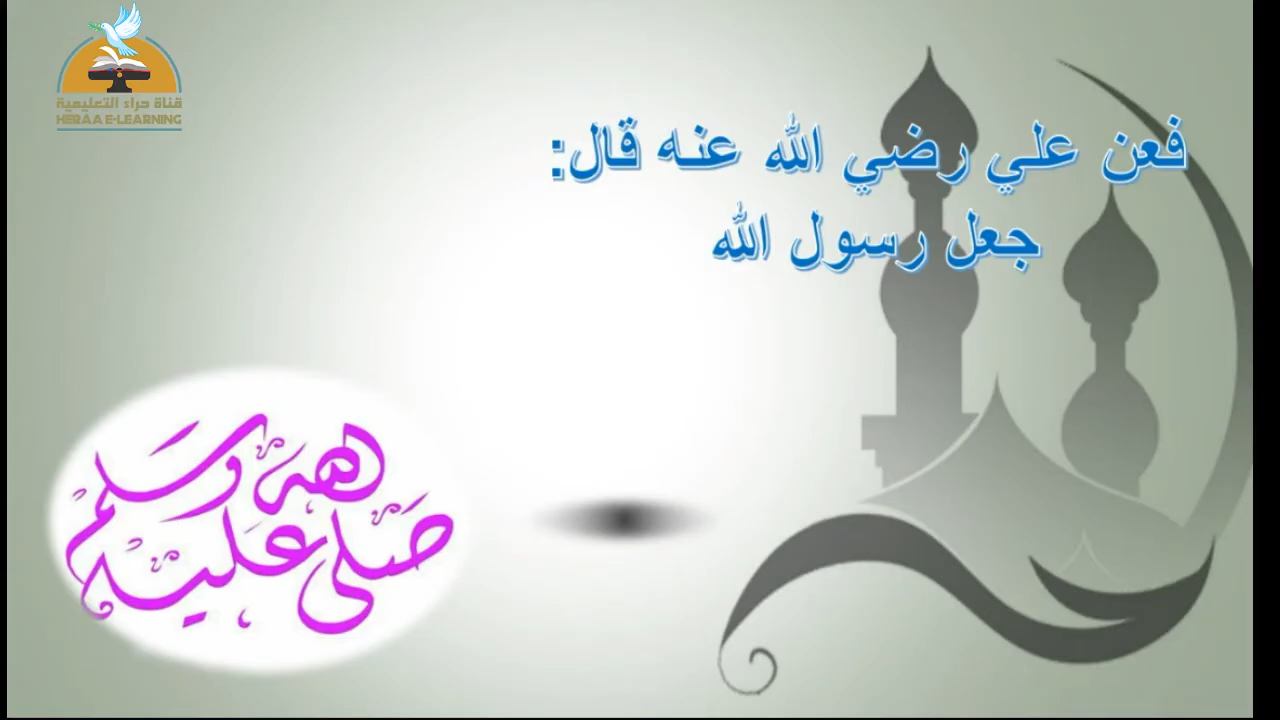 قناة حراء التعليمية
HERAA E-LEARNING
فعن علي رضي الله عنه قال:
جعل رسول الله
صلى الله عليه وسلم